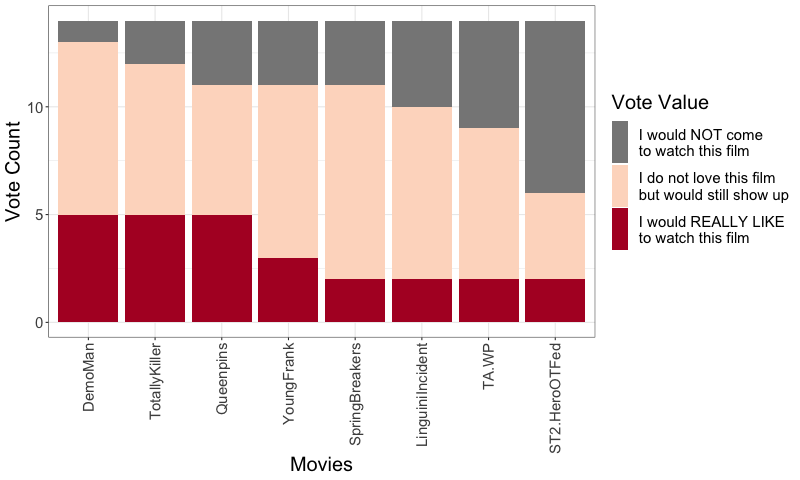 Vote Count
10
5
0
DemoMan
TotallyKiller
Queenpins
YoungFrank
SpringBreakers
LinguiniIncident
TA.WP
ST2.HeroOTFed
Movies
Vote Value
I would NOT come
to watch this film
I do not love this film
but would still show up
I would REALLY LIKE
to watch this film